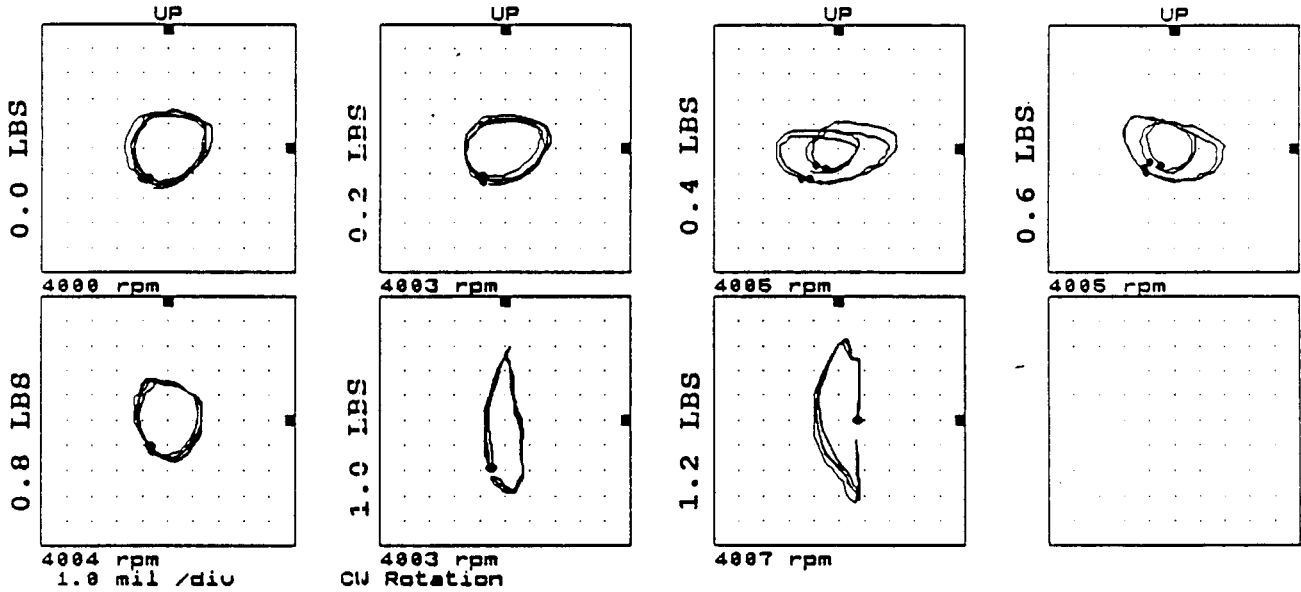 UP
UP
UP
UP
0.0 LBS
0.2 LBS
0.4 LBS
0.6 LBS
4000 rpm
4003 rpm
4005 rpm
4005 rpm
0.8 LBS
1.0 LBS
1.2 LBS
4004 rpm
4003 rpm
4007 rpm
1.0 mil /div
CW Rotation